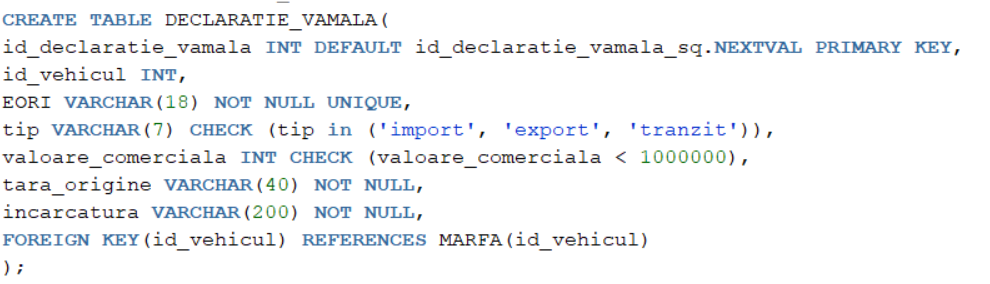 CREATE TABLE DECLARATIE_VAMALA(
id_declaratie_vamala INT DEFAULT id_declaratie_vamala_sq.NEXTVAL PRIMARY KEY,
id_vehicul INT,
EORI VARCHAR(18) NOT NULL UNIQUE,
tip VARCHAR(7) CHECK (tip in ('import', 'export', 'tranzit')),
valoare_comerciala INT CHECK (valoare_comerciala < 1000000),
tara_origine VARCHAR(40) NOT NULL,
incarcatura VARCHAR(200) NOT NULL,
FOREIGN KEY(id_vehicul) REFERENCES MARFA(id_vehicul)
);